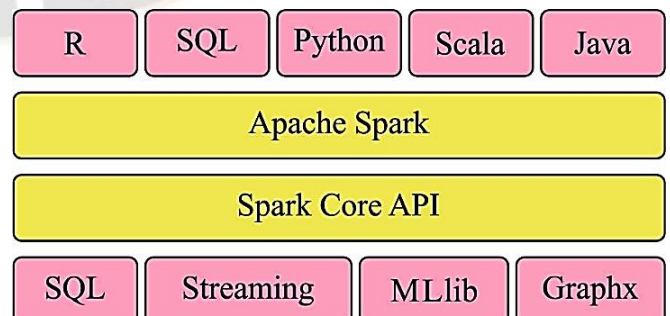 R SQL Python Scala Java
Apache Spark
Spark Core API
SQL Streaming MLlib Graphx